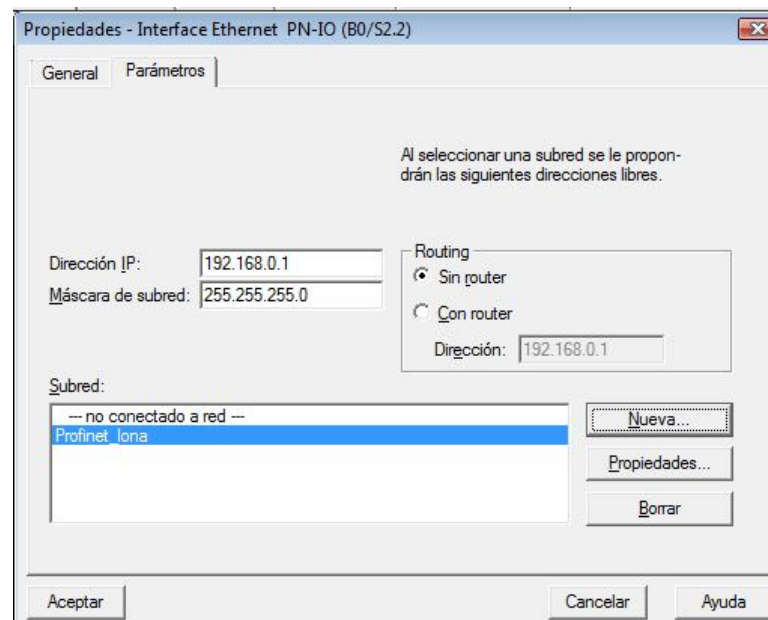 Propiedades - Interface Ethernet PN-IO (B0/S2.2)
General
Parámetros
Al seleccionar una subred se le propon-
drán las siguientes direcciones libres.
Dirección IP:
192.168.0.1
Máscara de subred:
255.255.255.0
Routing
Sin router
Con router
Dirección:
192.168.0.1
Subred:
--- no conectado a red ---
Profinet_lona
Nueva...
Propiedades...
Borrar
Aceptar
Cancelar
Ayuda